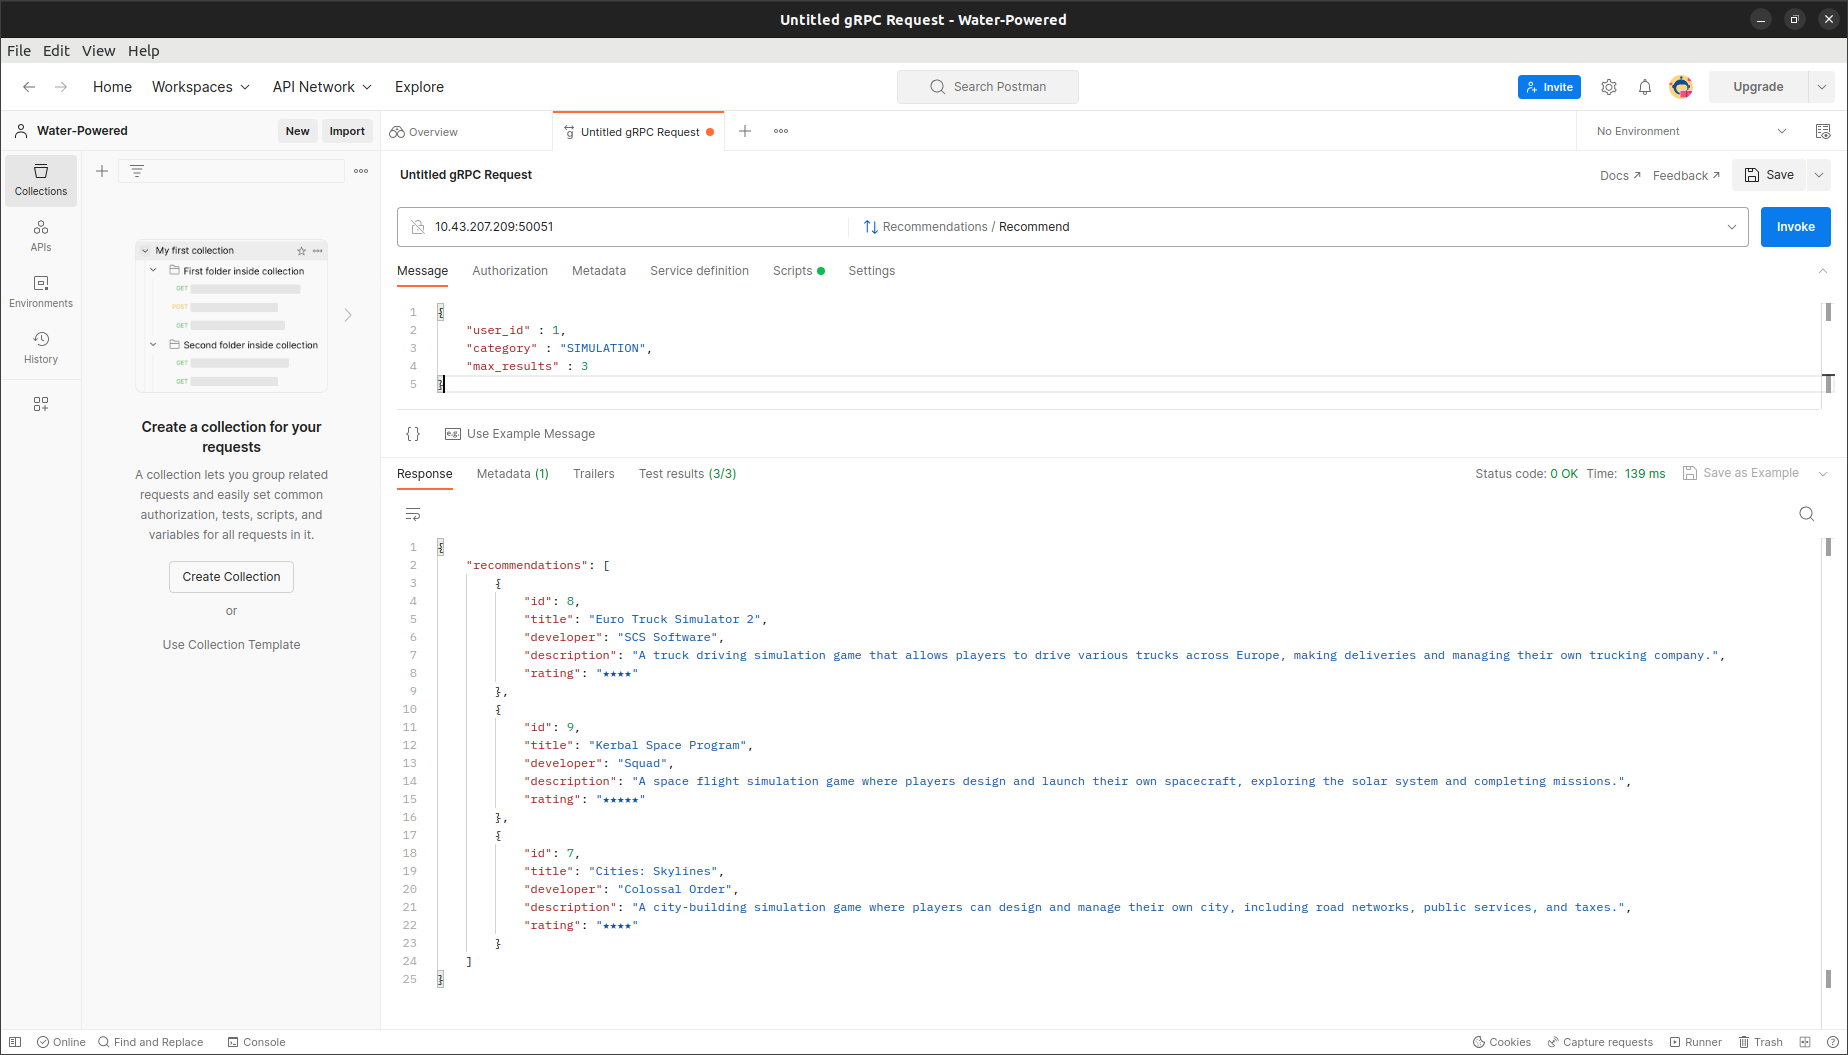 Untitled gRPC Request - Water-Powered
File Edit View Help
Home Workspaces API Network Explore Search Postman Invite Upgrade
Water-Powered New Import Overview Untitled gRPC Request No Environment
Collections
APIs
Environments
History
My first collection
First folder inside collection
GET
POST
GET
Second folder inside collection
GET
GET
Create a collection for your
requests
A collection lets you group related
requests and easily set common
authorization, tests, scripts, and
variables for all requests in it.
Create Collection
or
Use Collection Template
Untitled gRPC Request Docs ↗ Feedback ↗ Save
10.43.207.209:50051 Recommendations / Recommend Invoke
Message Authorization Metadata Service definition Scripts Settings
1 {
2 "user_id" : 1,
3 "category" : "SIMULATION",
4 "max_results" : 3
5 }
{} e.g. Use Example Message
Response Metadata (1) Trailers Test results (3/3) Status code: 0 OK Time: 139 ms Save as Example
1 {
2 "recommendations": [
3 {
4 "id": 8,
5 "title": "Euro Truck Simulator 2",
6 "developer": "SCS Software",
7 "description": "A truck driving simulation game that allows players to drive various trucks across Europe, making deliveries and managing their own trucking company.",
8 "rating": "★★★★"
9 },
10 {
11 "id": 9,
12 "title": "Kerbal Space Program",
13 "developer": "Squad",
14 "description": "A space flight simulation game where players design and launch their own spacecraft, exploring the solar system and completing missions.",
15 "rating": "★★★★★"
16 },
17 {
18 "id": 7,
19 "title": "Cities: Skylines",
20 "developer": "Colossal Order",
21 "description": "A city-building simulation game where players can design and manage their own city, including road networks, public services, and taxes.",
22 "rating": "★★★★"
23 }
24 ]
25 }
Online Find and Replace Console Cookies Capture requests Runner Trash